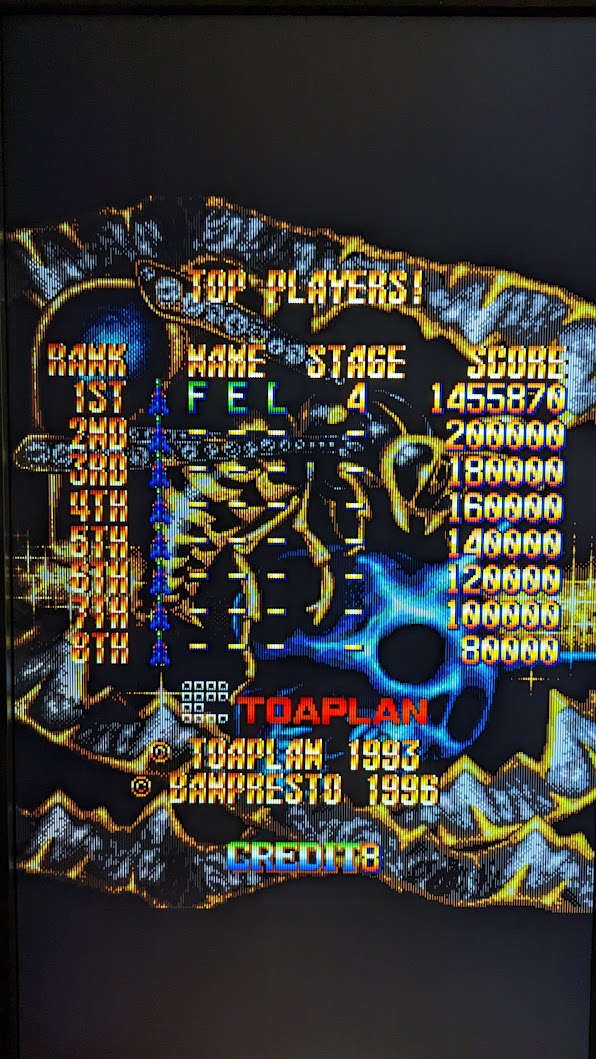 TOP PLAYERS!
RANK NAME STAGE SCORE
1ST F E L 4 1455870
2ND - - - - 200000
3RD - - - - 180000
4TH - - - - 160000
5TH - - - - 140000
6TH - - - - 120000
7TH - - - - 100000
8TH - - - - 80000
TOAPLAN
© TOAPLAN 1993
© BANPRESTO 1996
CREDIT8